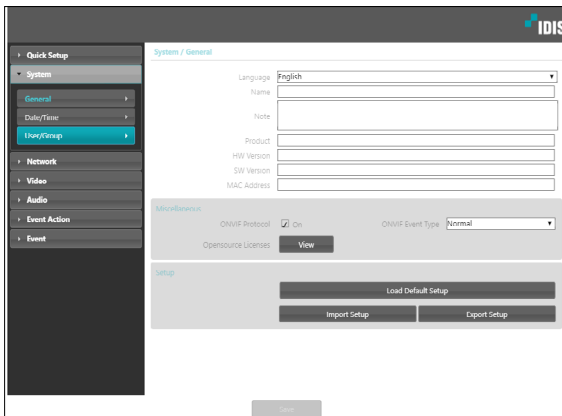 IDIS
Quick Setup
System
General
Date/Time
User/Group
Network
Video
Audio
Event Action
Event
System / General
Language English
Name
Note
Product
HW Version
SW Version
MAC Address
Miscellaneous
ONVIF Protocol On ONVIF Event Type Normal
Opensource Licenses View
Setup
Load Default Setup
Import Setup Export Setup
Save